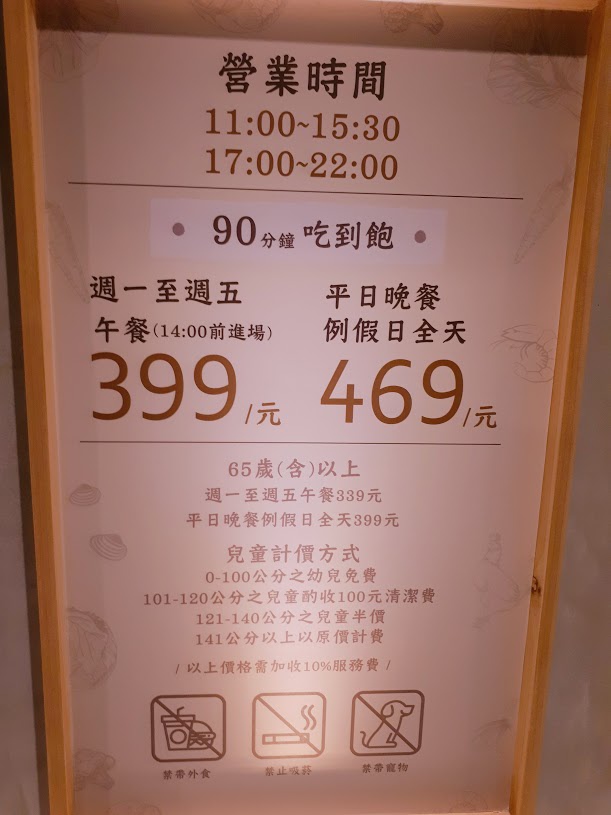 營業時間
11:00~15:30
17:00~22:00
• 90分鐘 吃到飽 •
週一至週五
午餐(14:00前進場)
399/元
平日晚餐
例假日全天
469/元
65歲(含)以上
週一至週五午餐339元
平日晚餐例假日全天399元
兒童計價方式
0-100公分之幼兒免費
101-120公分之兒童酌收100元清潔費
121-140公分之兒童半價
141公分以上以原價計費
/ 以上價格需加收10%服務費 /
禁帶外食
禁止吸菸
禁帶寵物